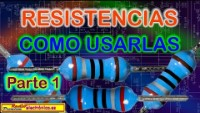 RESISTENCIAS
COMO USARLAS
Parte 1